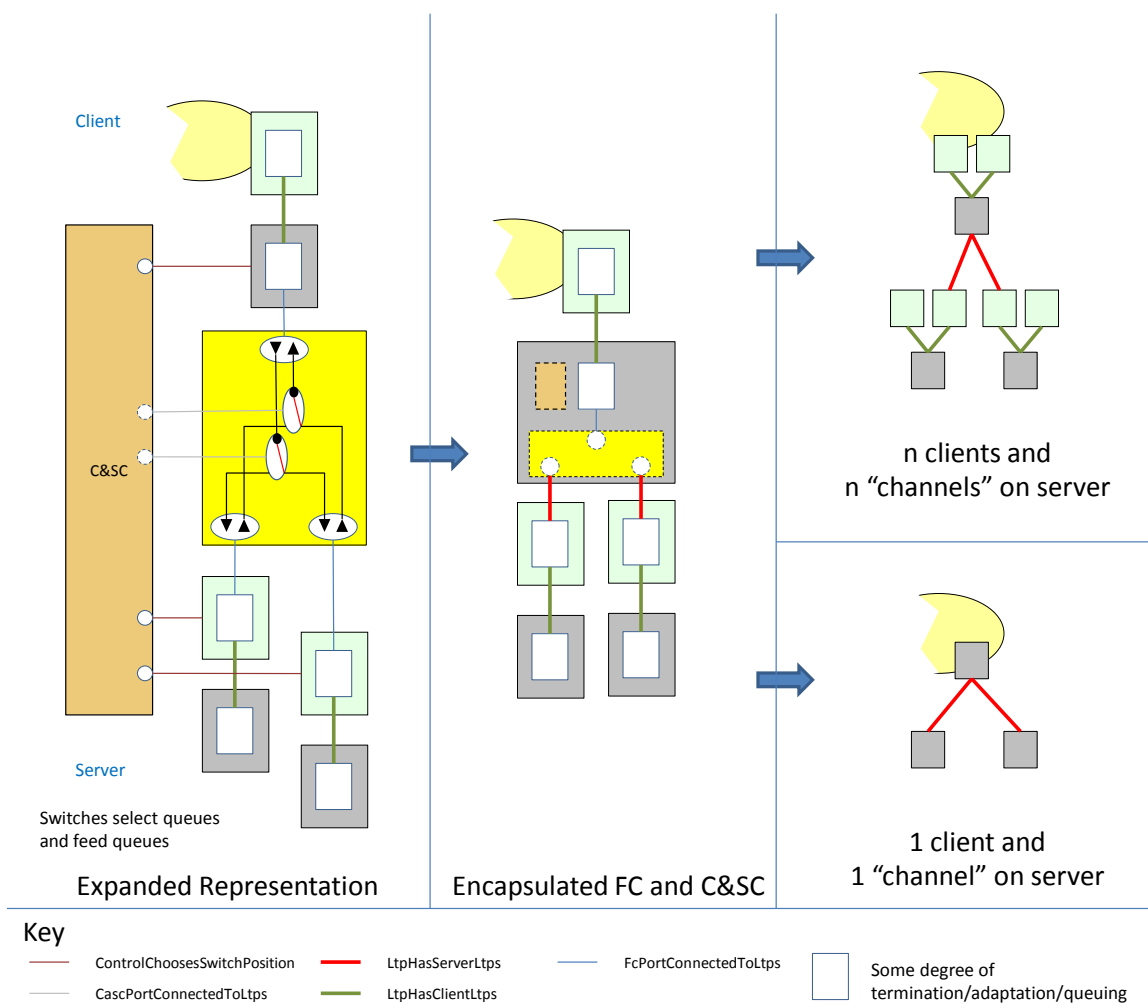 Client
C&SC
Server
Switches select queues
and feed queues
Expanded Representation
Encapsulated FC and C&SC
n clients and
n “channels” on server
1 client and
1 “channel” on server
Key
ControlChoosesSwitchPosition
LtpHasServerLtps
FcPortConnectedToLtps
CascPortConnectedToLtps
LtpHasClientLtps
Some degree of
termination/adaptation/queuing